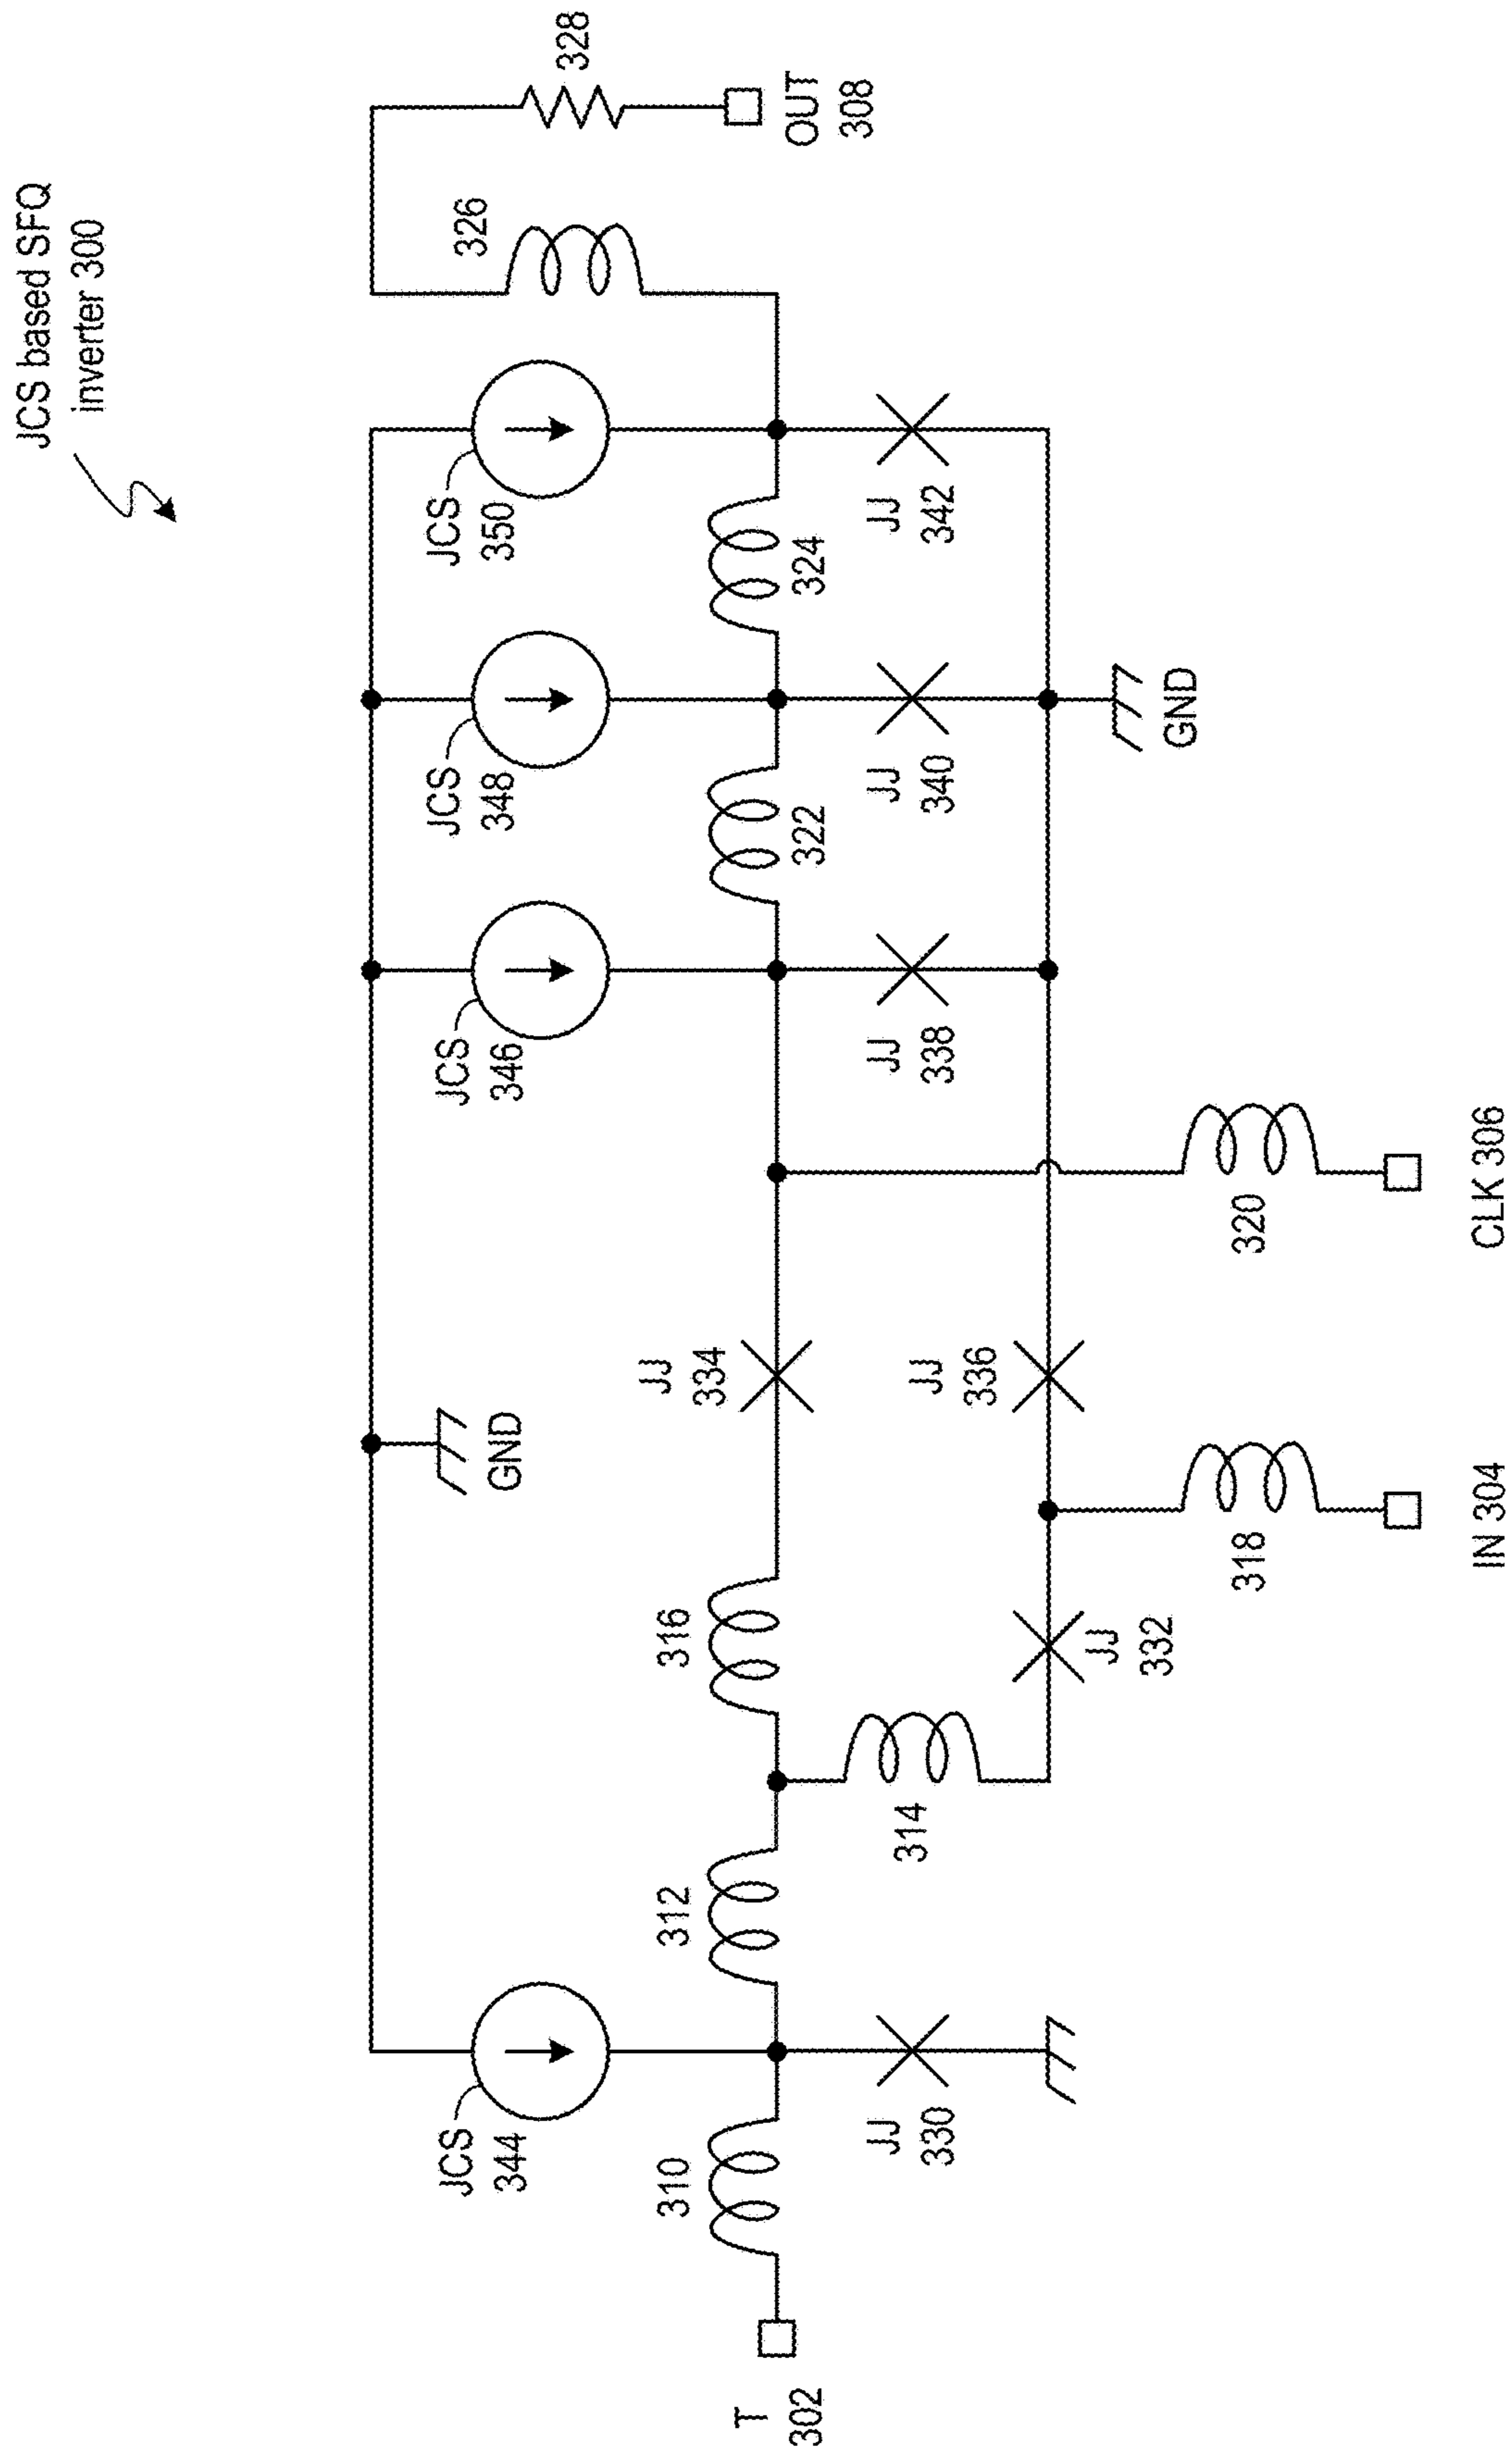 JCS based SFQ
inverter 300
JCS
344
JCS
346
JCS
348
JCS
350
326
328
OUT
308
GND
T
302
310
312
316
JJ
334
322
324
JJ
330
314
JJ
332
JJ
336
JJ
338
JJ
340
JJ
342
318
320
GND
IN 304
CLK 306